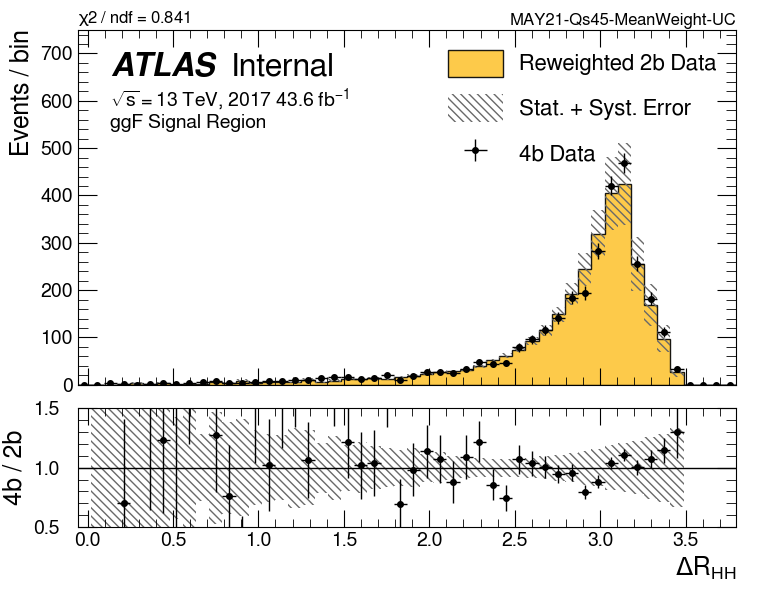 χ2 / ndf = 0.841
MAY21-Qs45-MeanWeight-UC
Events / bin
700
600
500
400
300
200
100
0
ATLAS Internal
√s = 13 TeV, 2017 43.6 fb⁻¹
ggF Signal Region
Reweighted 2b Data
Stat. + Syst. Error
4b Data
4b / 2b
1.5
1.0
0.5
0.0 0.5 1.0 1.5 2.0 2.5 3.0 3.5
ΔR_HH